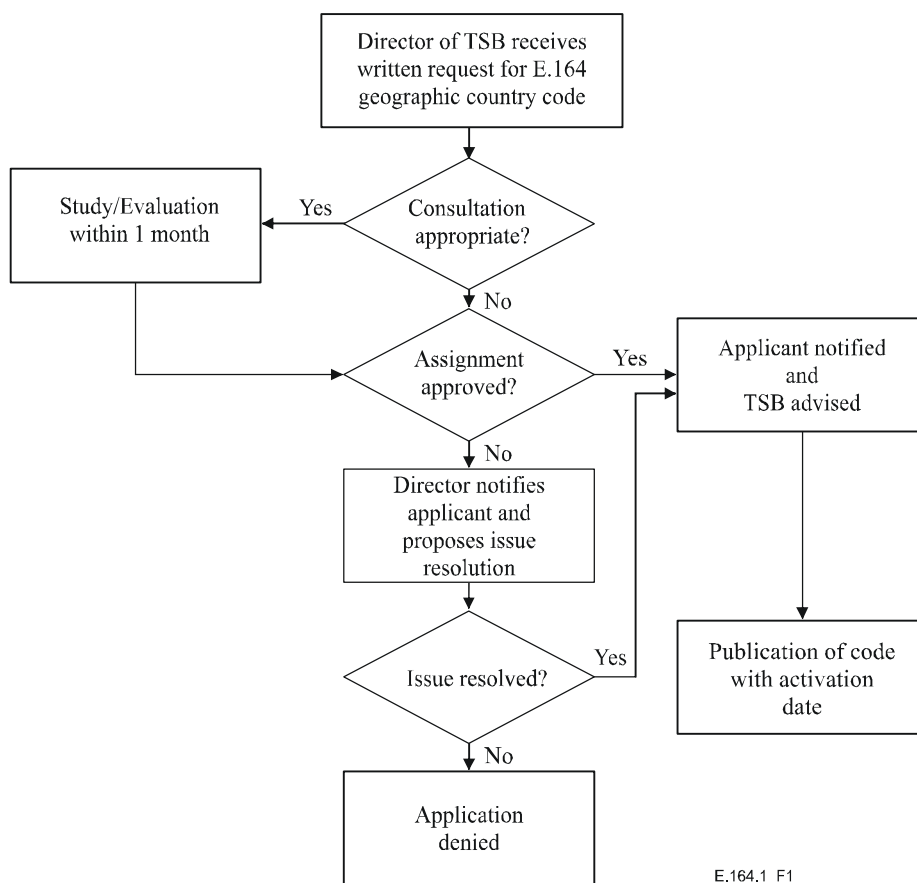 Director of TSB receives
written request for E.164
geographic country code
Study/Evaluation
within 1 month
Yes
Consultation
appropriate?
No
Assignment
approved?
Yes
Applicant notified
and
TSB advised
No
Director notifies
applicant and
proposes issue
resolution
Issue resolved?
Yes
Publication of code
with activation
date
No
Application
denied
E.164.1_F1